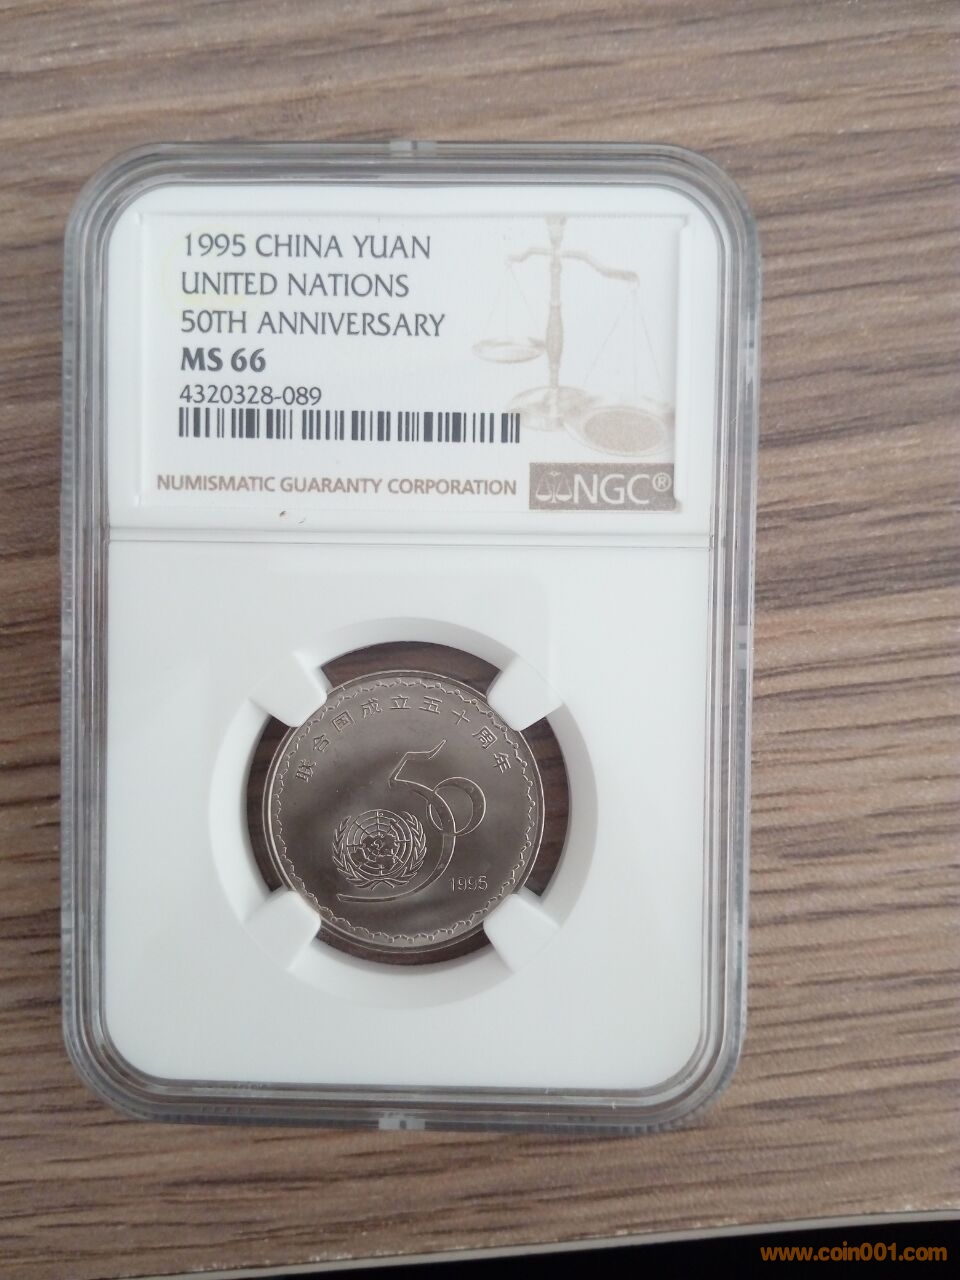 1995 CHINA YUAN
UNITED NATIONS
50TH ANNIVERSARY
MS 66
4320328-089
NUMISMATIC GUARANTY CORPORATION
NGC®
联合国成立五十周年
50
1995
www.coin001.com